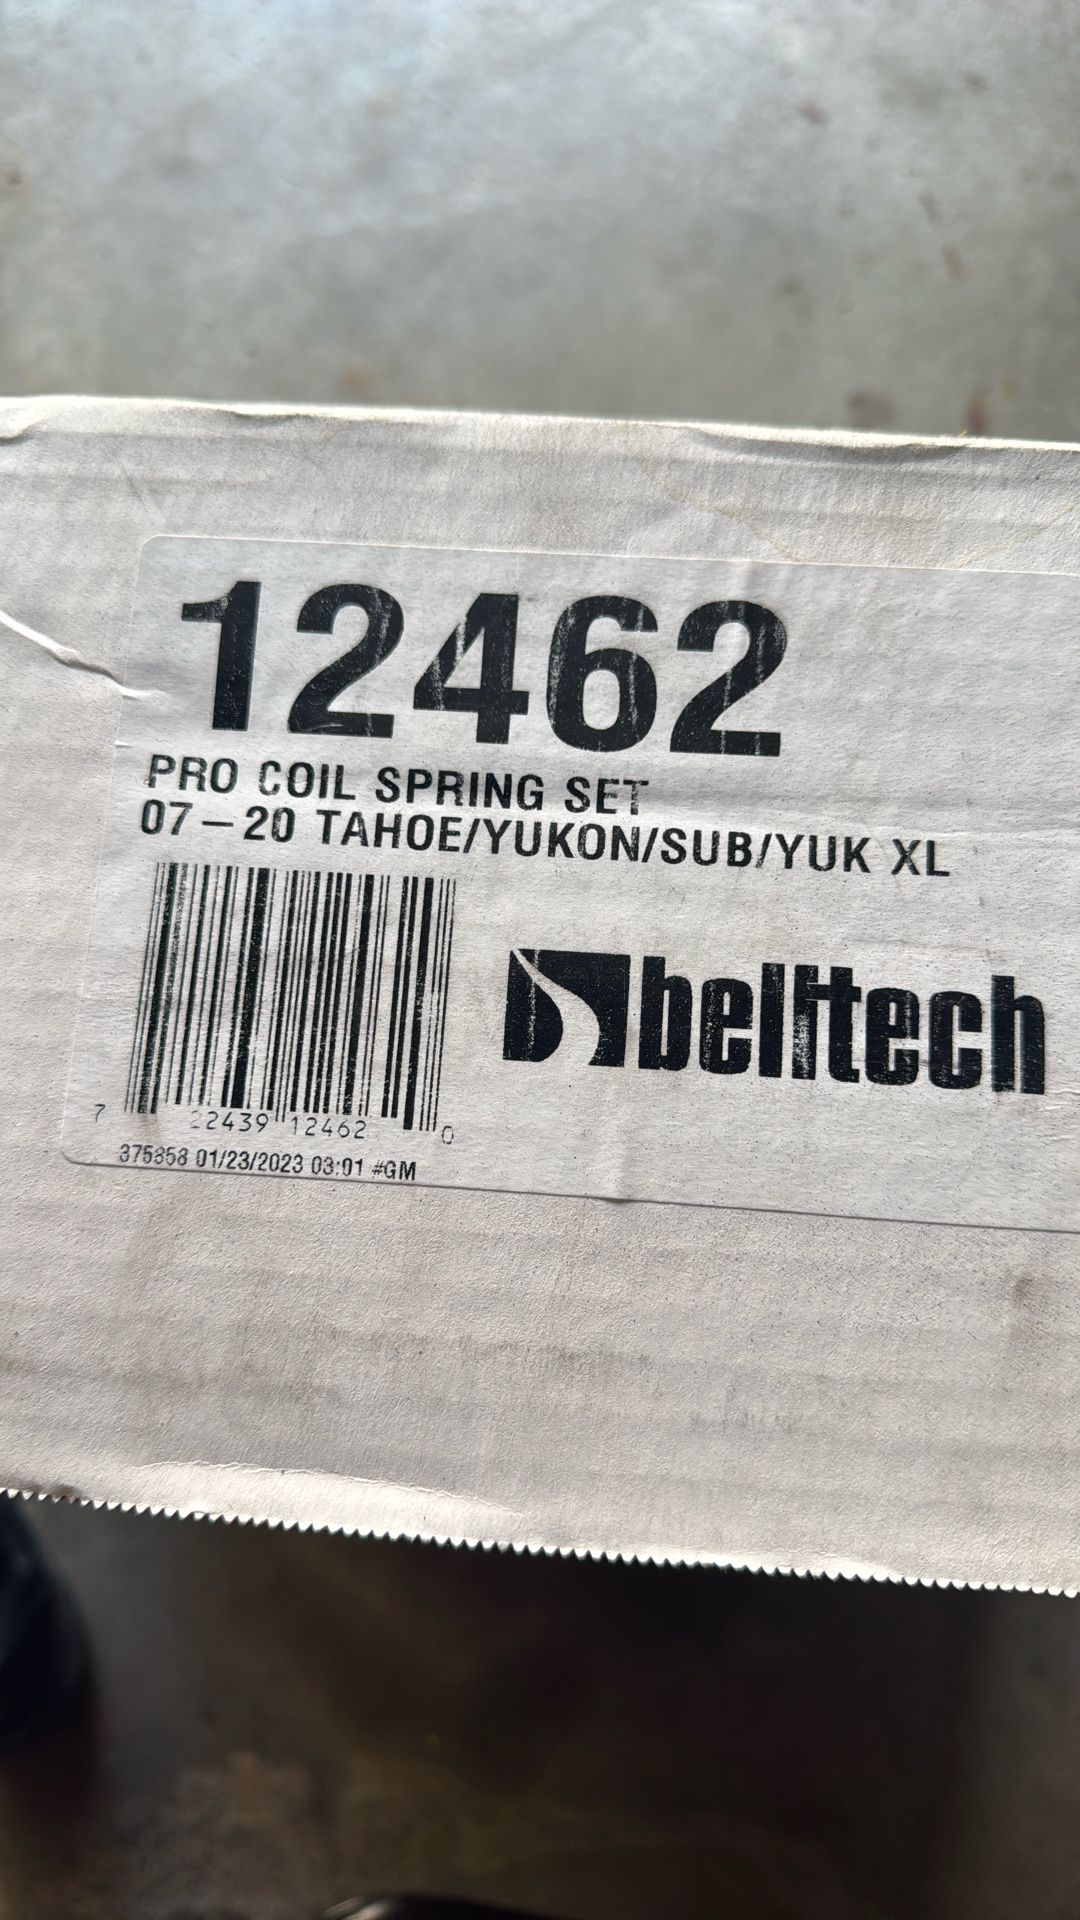 12462
PRO COIL SPRING SET
07-20 TAHOE/YUKON/SUB/YUK XL
belltech
7 22439 12462 0
375858 01/23/2023 03:01 #GM